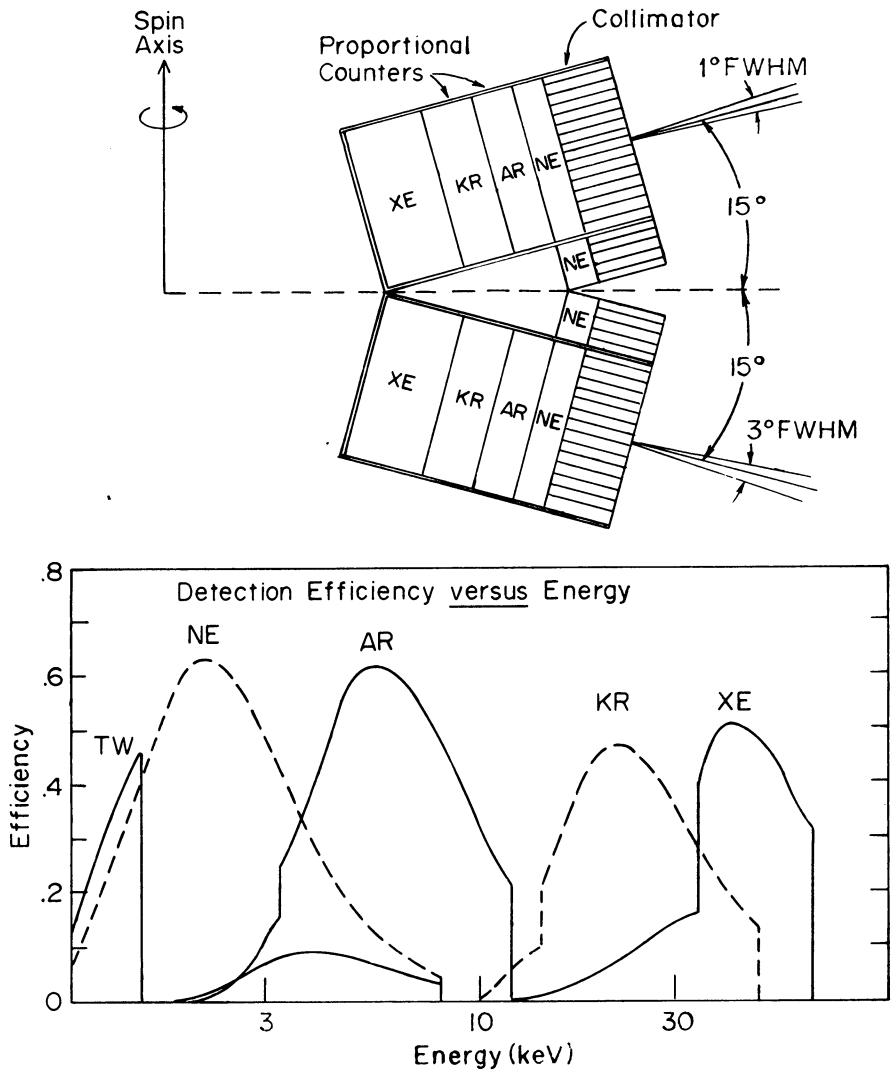 Spin
Axis
Proportional
Counters
Collimator
1° FWHM
XE
KR
AR
NE
NE
15°
NE
15°
XE
KR
AR
NE
3° FWHM
Detection Efficiency versus Energy
.8
.6
.4
.2
0
Efficiency
TW
NE
AR
KR
XE
3
10
30
Energy (keV)